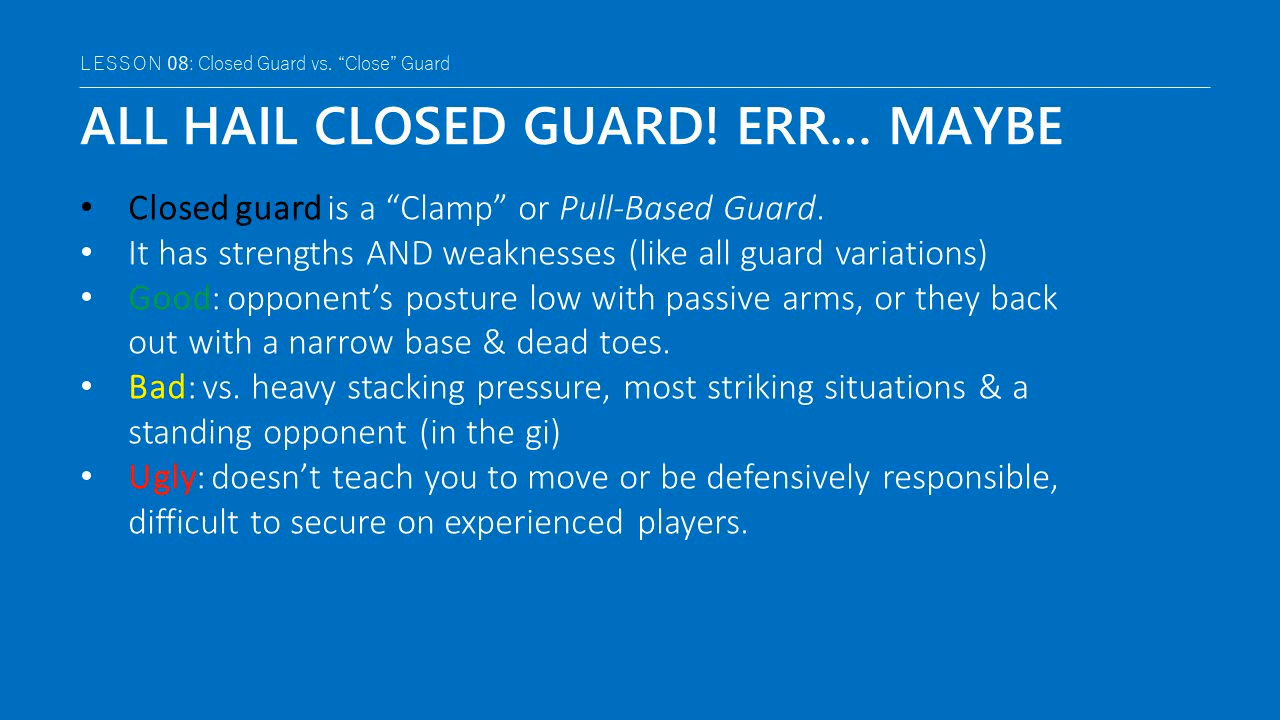 LESSON 08: Closed Guard vs. “Close” Guard
ALL HAIL CLOSED GUARD! ERR... MAYBE
• Closed guard is a “Clamp” or Pull-Based Guard.
• It has strengths AND weaknesses (like all guard variations)
• Good: opponent’s posture low with passive arms, or they back
out with a narrow base & dead toes.
• Bad: vs. heavy stacking pressure, most striking situations & a
standing opponent (in the gi)
• Ugly: doesn’t teach you to move or be defensively responsible,
difficult to secure on experienced players.